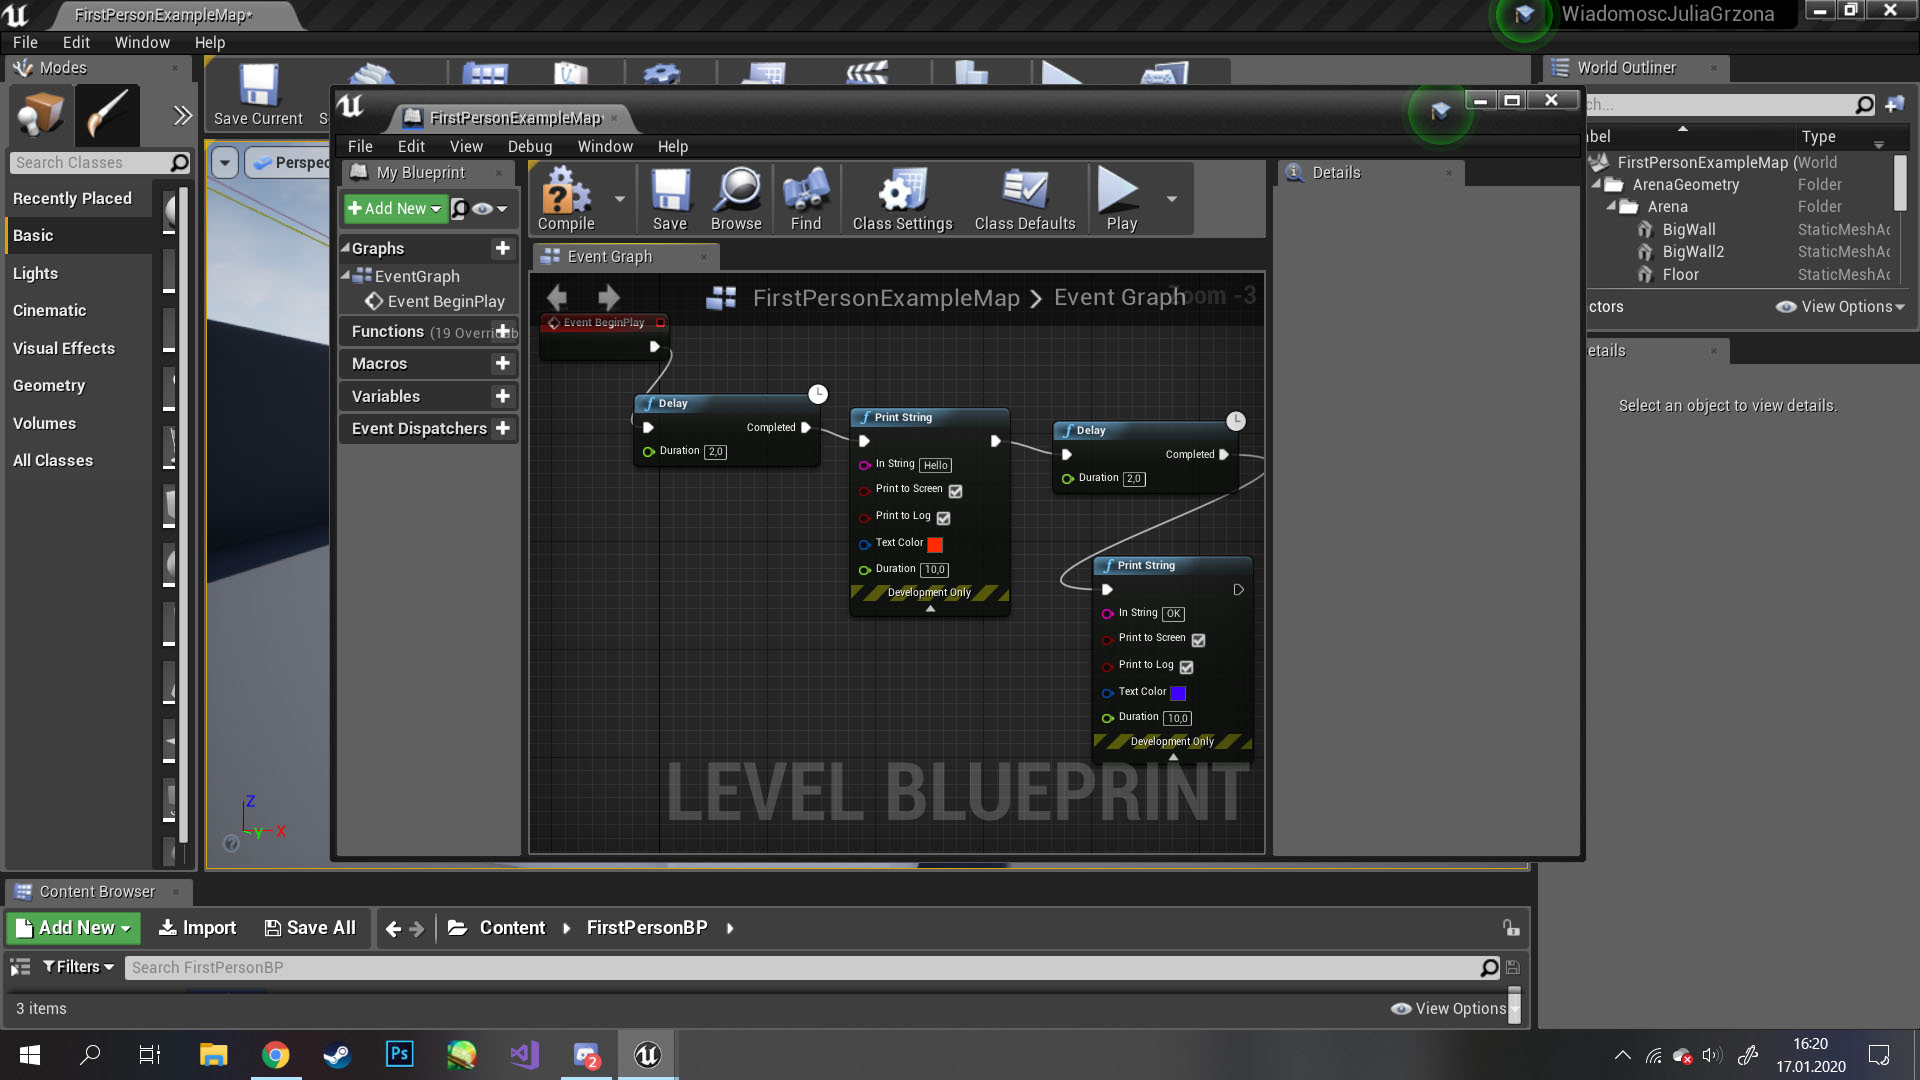 FirstPersonExampleMap*
WiadomoscJuliaGrzona
File Edit Window Help
Modes
Search Classes
Recently Placed
Basic
Lights
Cinematic
Visual Effects
Geometry
Volumes
All Classes
Save Current
FirstPersonExampleMap
File Edit View Debug Window Help
My Blueprint
Add New
Graphs
EventGraph
Event BeginPlay
Functions (19 Overridab
Macros
Variables
Event Dispatchers
Compile Save Browse Find Class Settings Class Defaults Play
Event Graph
FirstPersonExampleMap > Event Graph
Zoom -3
Event BeginPlay
Delay
Completed
Duration 2,0
Print String
In String Hello
Print to Screen
Print to Log
Text Color
Duration 10,0
Development Only
Delay
Completed
Duration 2,0
Print String
In String OK
Print to Screen
Print to Log
Text Color
Duration 10,0
Development Only
LEVEL BLUEPRINT
Details
World Outliner
ch...
bel Type
FirstPersonExampleMap ( World
ArenaGeometry Folder
Arena Folder
BigWall StaticMeshAc
BigWall2 StaticMeshAc
Floor StaticMeshAc
ctors View Options
etails
Select an object to view details.
Perspec
Z
Y X
Content Browser
Add New Import Save All Content FirstPersonBP
Filters Search FirstPersonBP
3 items View Options
Ps
2
16:20
17.01.2020